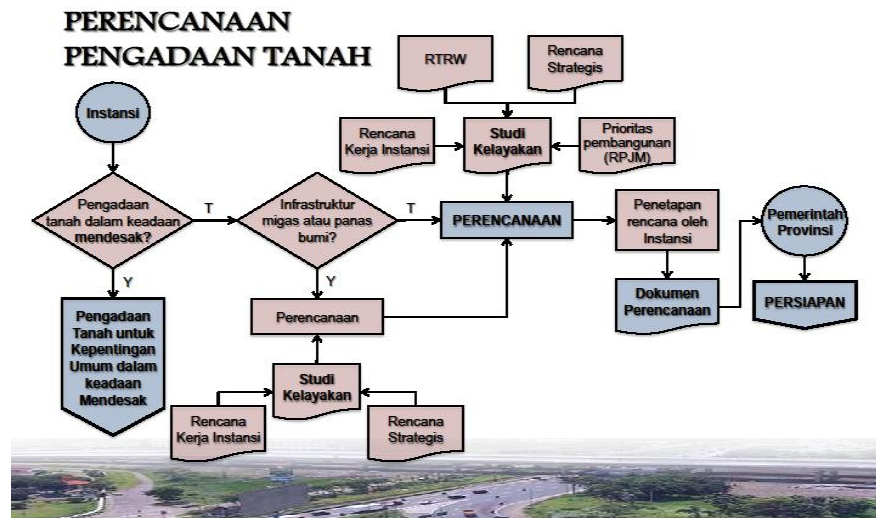 PERENCANAAN
PENGADAAN TANAH
RTRW
Rencana
Strategis
Instansi
Rencana
Kerja Instansi
Studi
Kelayakan
Prioritas
pembangunan
(RPJM)
Pengadaan
tanah dalam keadaan
mendesak?
T
Infrastruktur
migas atau panas
bumi?
T
PERENCANAAN
Penetapan
rencana oleh
Instansi
Pemerintah
Provinsi
Y
Y
Pengadaan
Tanah untuk
Kepentingan
Umum dalam
keadaan
Mendesak
Perencanaan
Dokumen
Perencanaan
PERSIAPAN
Studi
Kelayakan
Rencana
Kerja Instansi
Rencana
Strategis